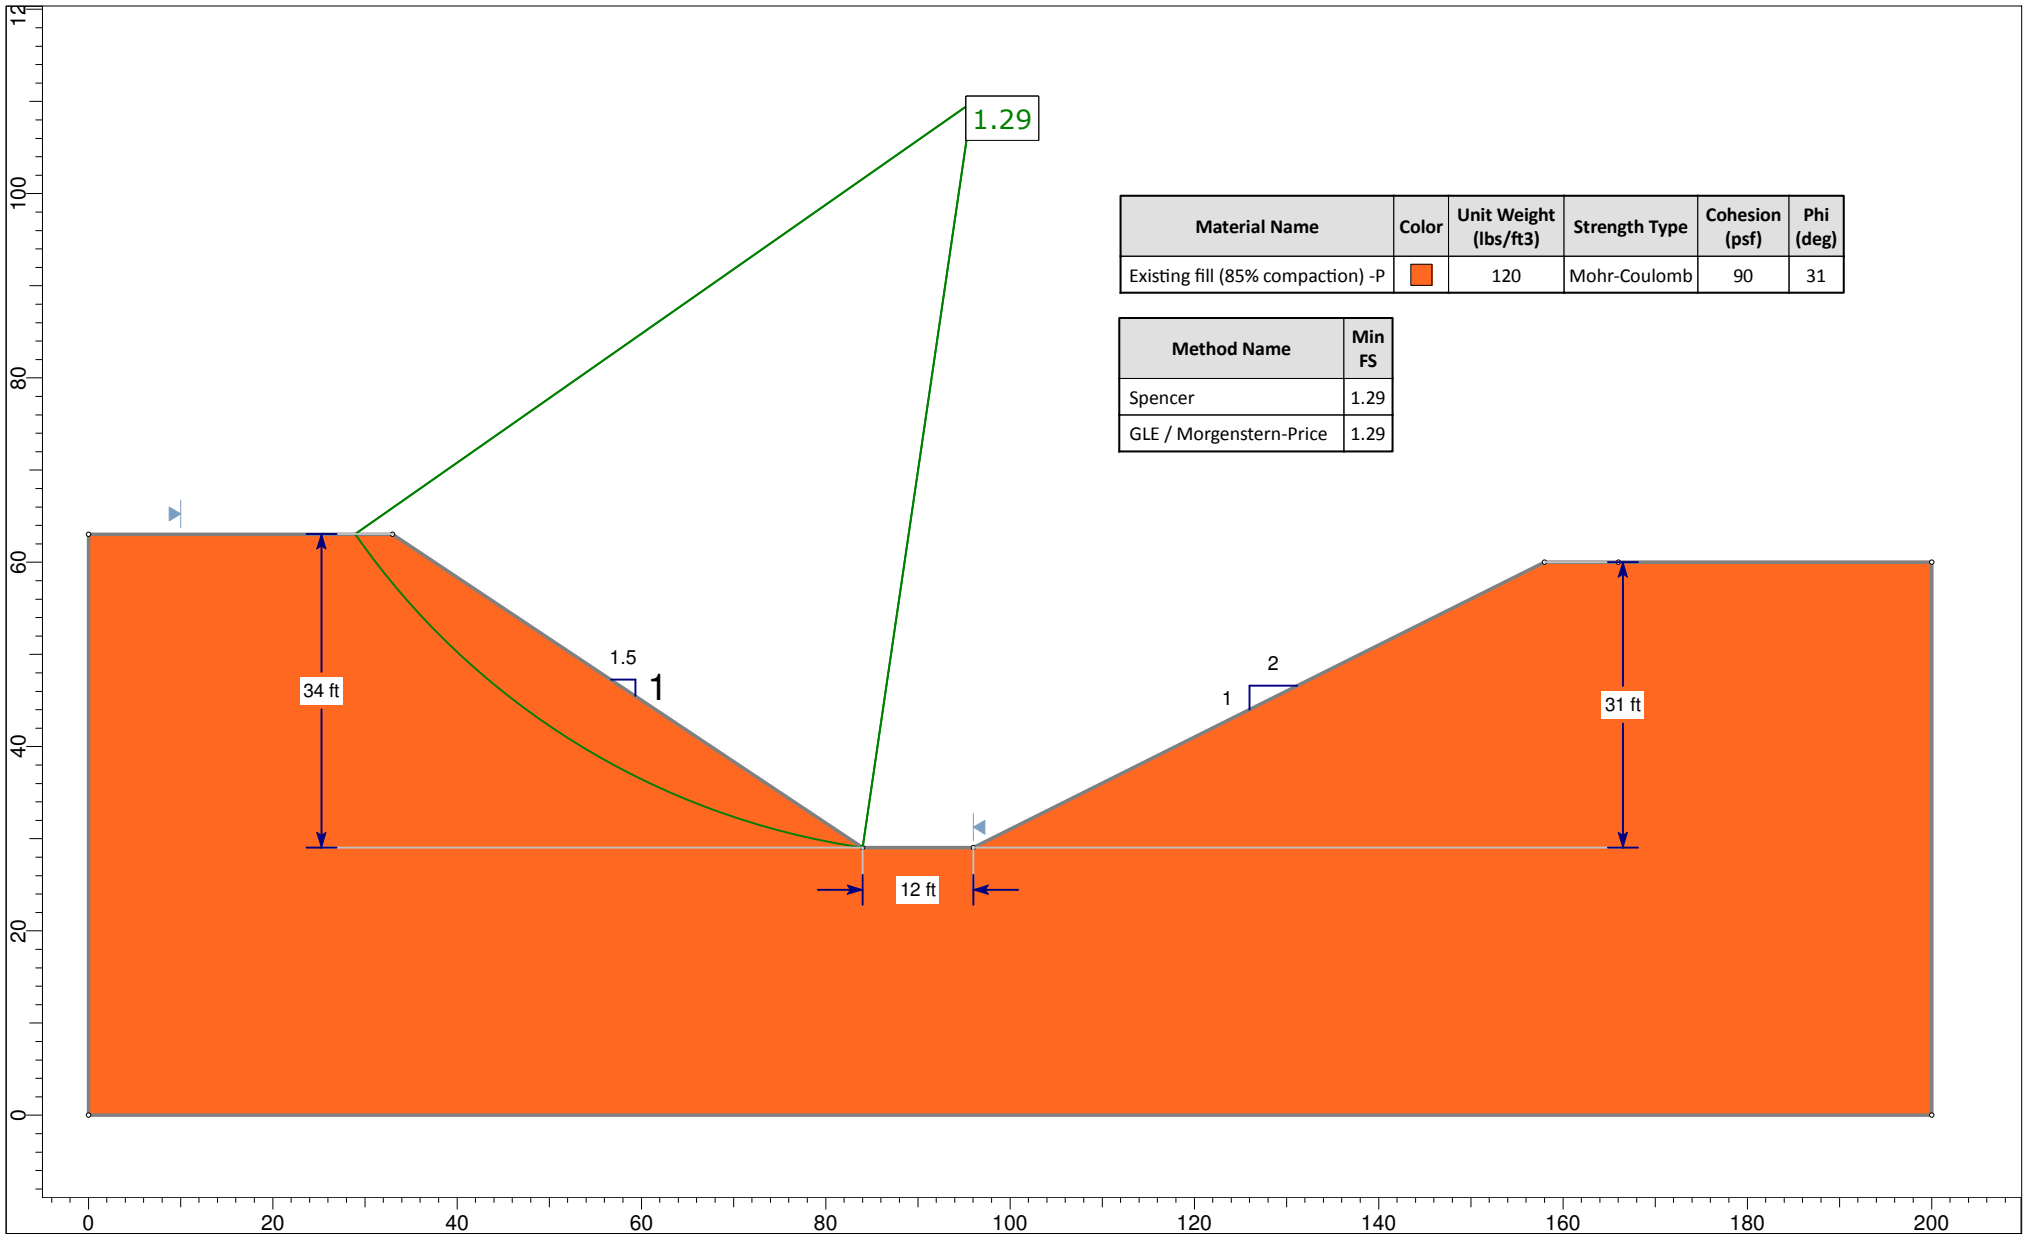 12
100
80
60
40
20
0
1.29
Material Name Color Unit Weight (lbs/ft3) Strength Type Cohesion (psf) Phi (deg)
Existing fill (85% compaction) -P 120 Mohr-Coulomb 90 31
Method Name Min FS
Spencer 1.29
GLE / Morgenstern-Price 1.29
1.5
1
2
1
34 ft
31 ft
12 ft
0 20 40 60 80 100 120 140 160 180 200